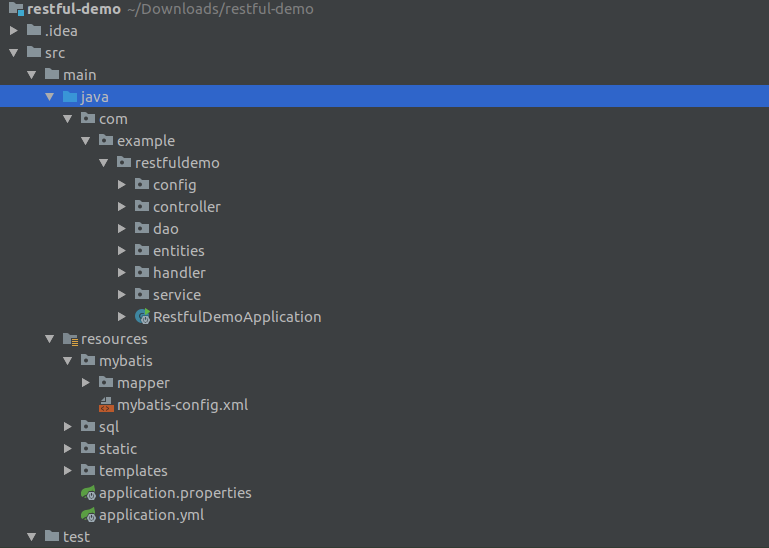 restful-demo ~/Downloads/restful-demo
.idea
src
main
java
com
example
restfuldemo
config
controller
dao
entities
handler
service
RestfulDemoApplication
resources
mybatis
mapper
mybatis-config.xml
sql
static
templates
application.properties
application.yml
test